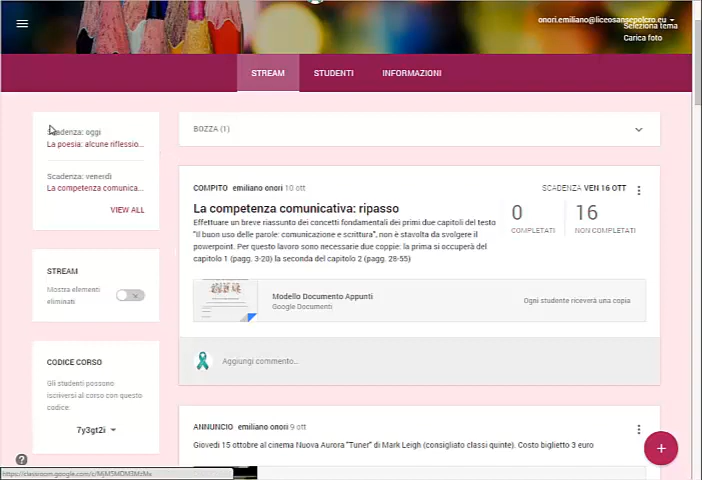 onori.emiliano@liceosansepolcro.eu
Seleziona tema
Carica foto
STREAM
STUDENTI
INFORMAZIONI
Scadenza: oggi
La poesia: alcune riflessio...
Scadenza: venerdì
La competenza comunica...
VIEW ALL
STREAM
Mostra elementi
eliminati
CODICE CORSO
Gli studenti possono
iscriversi al corso con questo
codice:
7y3gt2i
BOZZA (1)
COMPITO emiliano onori 10 ott
SCADENZA VEN 16 OTT
La competenza comunicativa: ripasso
Effettuare un breve riassunto dei concetti fondamentali dei primi due capitoli del testo
"Il buon uso delle parole: comunicazione e scrittura", non è stavolta da svolgere il
powerpoint. Per questo lavoro sono necessarie due coppie: la prima si occuperà del
capitolo 1 (pagg. 3-20) la seconda del capitolo 2 (pagg. 28-55)
0
COMPLETATI
16
NON COMPLETATI
Modello Documento Appunti
Google Documenti
Ogni studente riceverà una copia
Aggiungi commento...
ANNUNCIO emiliano onori 9 ott
Giovedì 15 ottobre al cinema Nuova Aurora "Turner" di Mark Leigh (consigliato classi quinte). Costo biglietto 3 euro